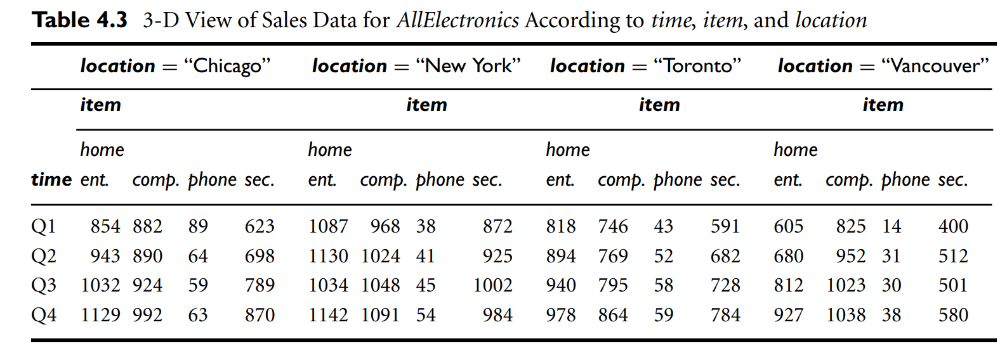 Table 4.3 3-D View of Sales Data for AllElectronics According to time, item, and location
location = “Chicago” location = “New York” location = “Toronto” location = “Vancouver”
item item item item
home home home home
time ent. comp. phone sec. ent. comp. phone sec. ent. comp. phone sec. ent. comp. phone sec.
Q1 854 882 89 623 1087 968 38 872 818 746 43 591 605 825 14 400
Q2 943 890 64 698 1130 1024 41 925 894 769 52 682 680 952 31 512
Q3 1032 924 59 789 1034 1048 45 1002 940 795 58 728 812 1023 30 501
Q4 1129 992 63 870 1142 1091 54 984 978 864 59 784 927 1038 38 580